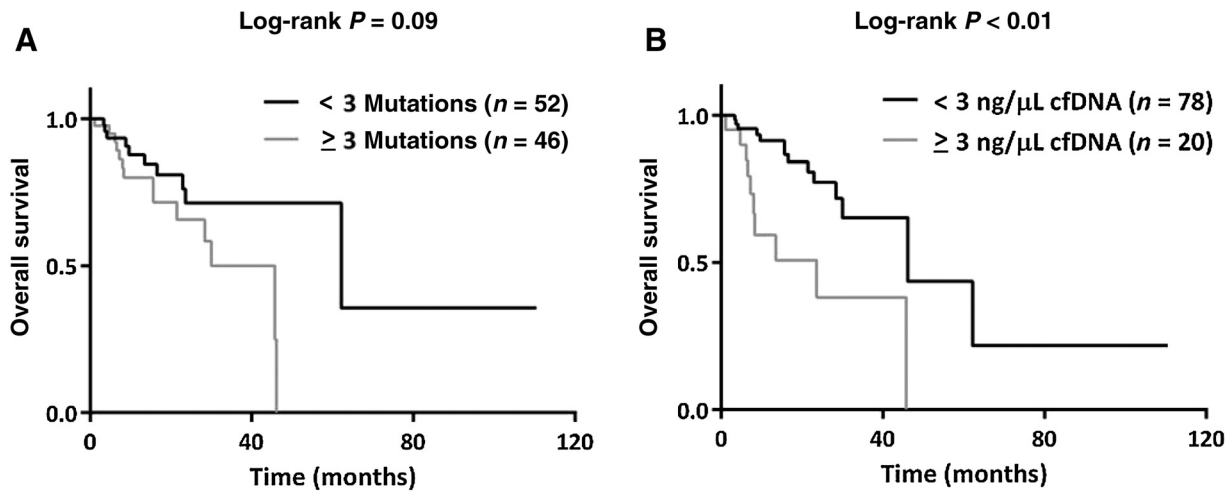 Log-rank P = 0.09
A
< 3 Mutations (n = 52)
≥ 3 Mutations (n = 46)
Overall survival
1.0
0.5
0.0
0 40 80 120
Time (months)
Log-rank P < 0.01
B
< 3 ng/μL cfDNA (n = 78)
≥ 3 ng/μL cfDNA (n = 20)
Overall survival
1.0
0.5
0.0
0 40 80 120
Time (months)